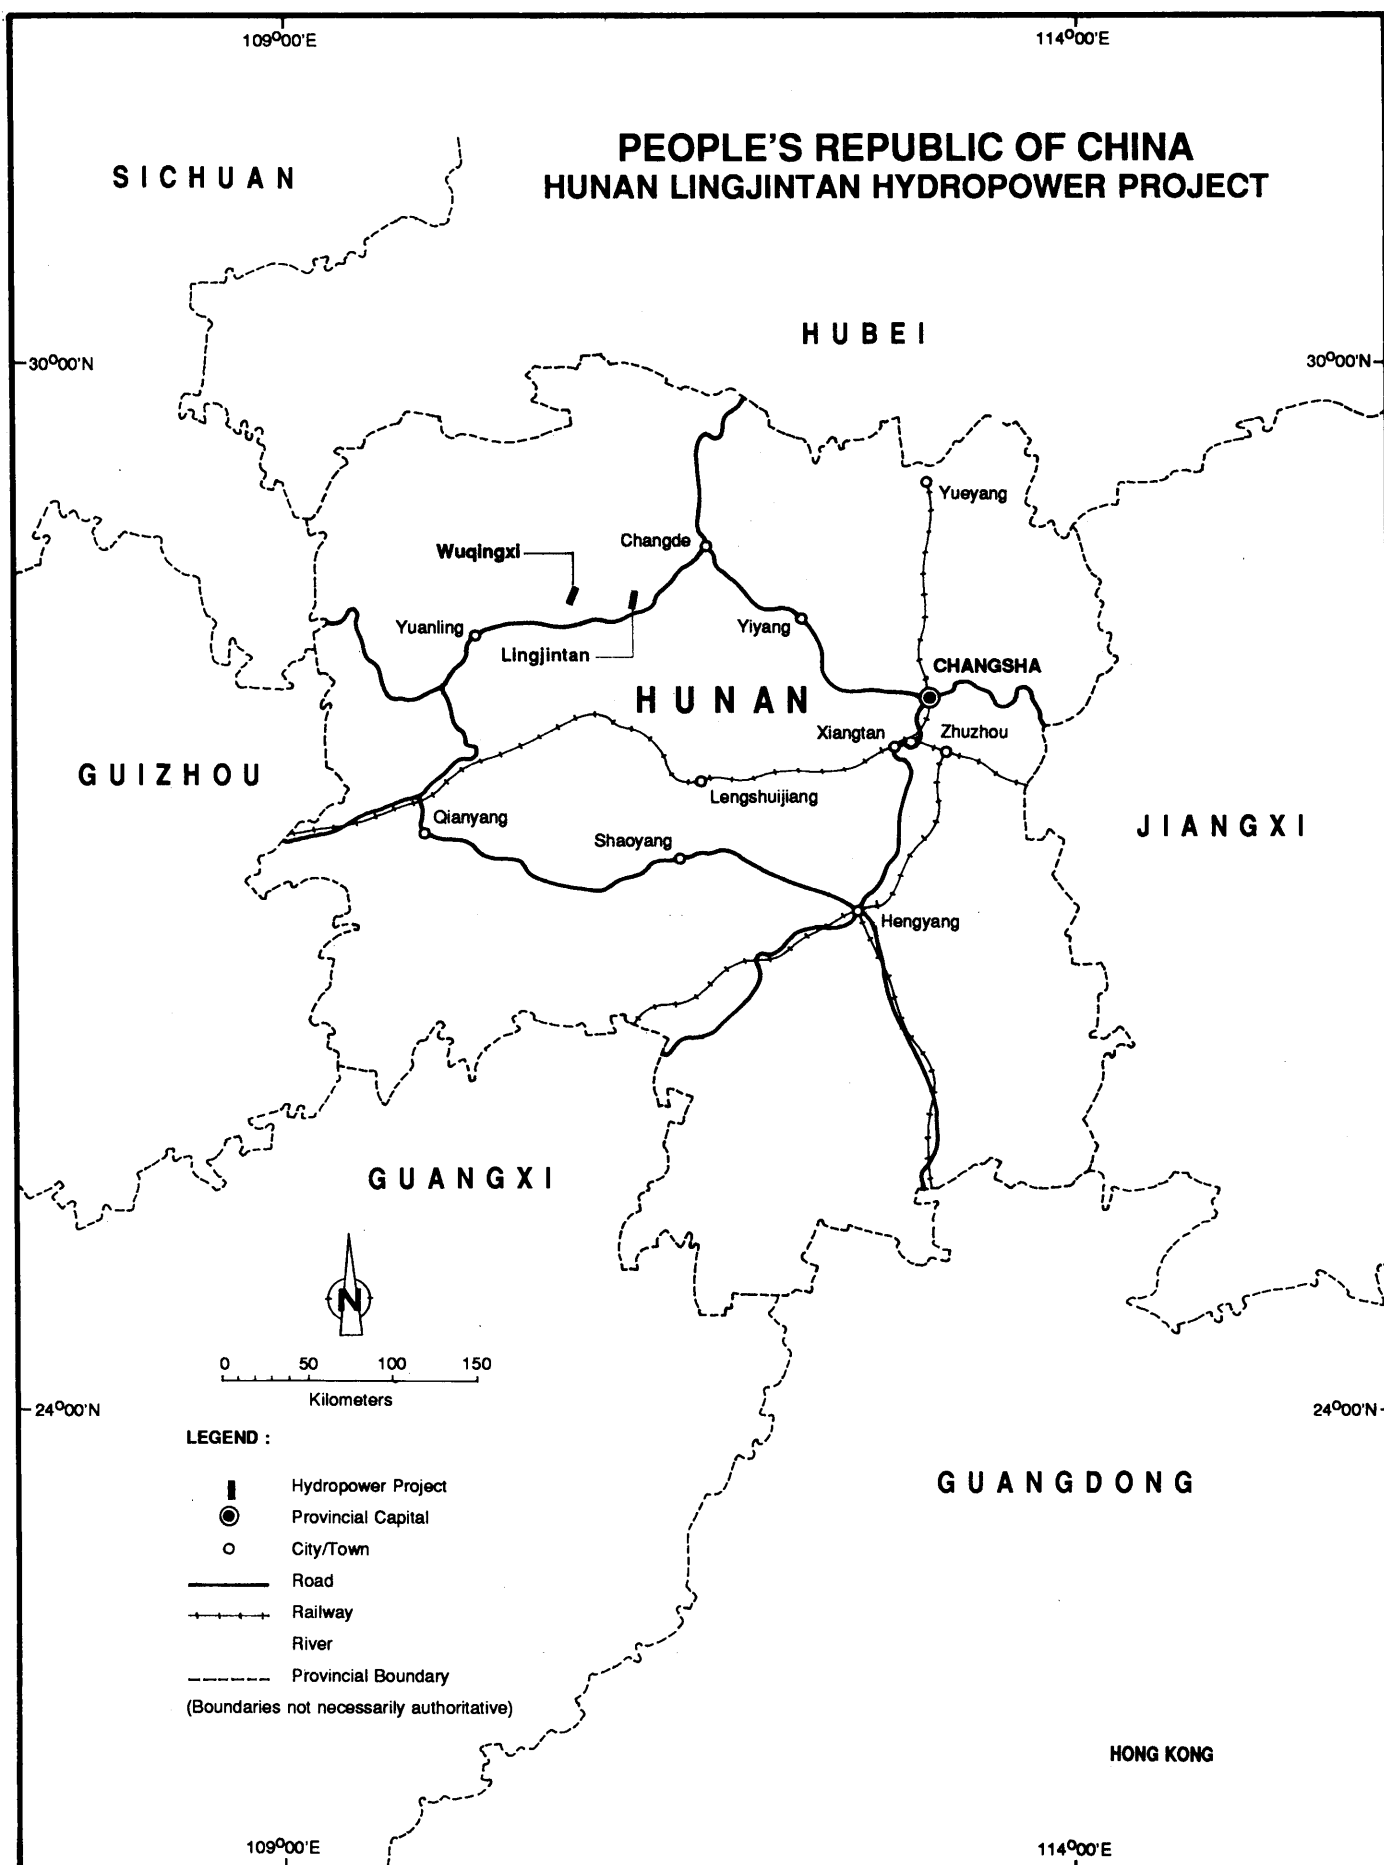 109°00'E
114°00'E
PEOPLE'S REPUBLIC OF CHINA
HUNAN LINGJINTAN HYDROPOWER PROJECT
SICHUAN
HUBEI
30°00'N
30°00'N
Yueyang
Changde
Wuqingxi
Yuanling
Yiyang
Lingjintan
CHANGSHA
HUNAN
Xiangtan
Zhuzhou
GUIZHOU
Lengshuijiang
Qianyang
JIANGXI
Shaoyang
Hengyang
GUANGXI
N
0 50 100 150
Kilometers
24°00'N
24°00'N
LEGEND :
GUANGDONG
Hydropower Project
Provincial Capital
City/Town
Road
Railway
River
Provincial Boundary
(Boundaries not necessarily authoritative)
HONG KONG
109°00'E
114°00'E